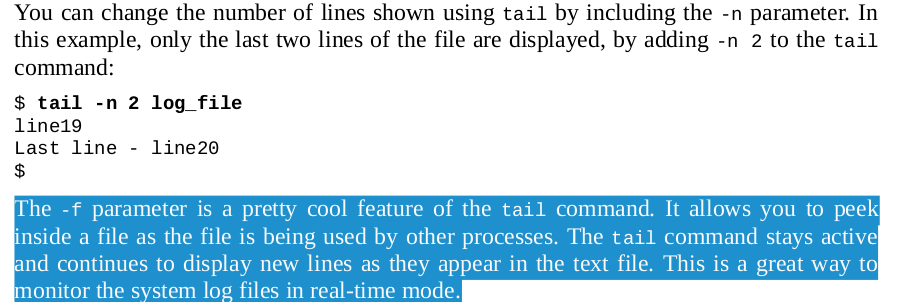 You can change the number of lines shown using tail by including the -n parameter. In
this example, only the last two lines of the file are displayed, by adding -n 2 to the tail
command:
$ tail -n 2 log_file
line19
Last line - line20
$
The -f parameter is a pretty cool feature of the tail command. It allows you to peek
inside a file as the file is being used by other processes. The tail command stays active
and continues to display new lines as they appear in the text file. This is a great way to
monitor the system log files in real-time mode.